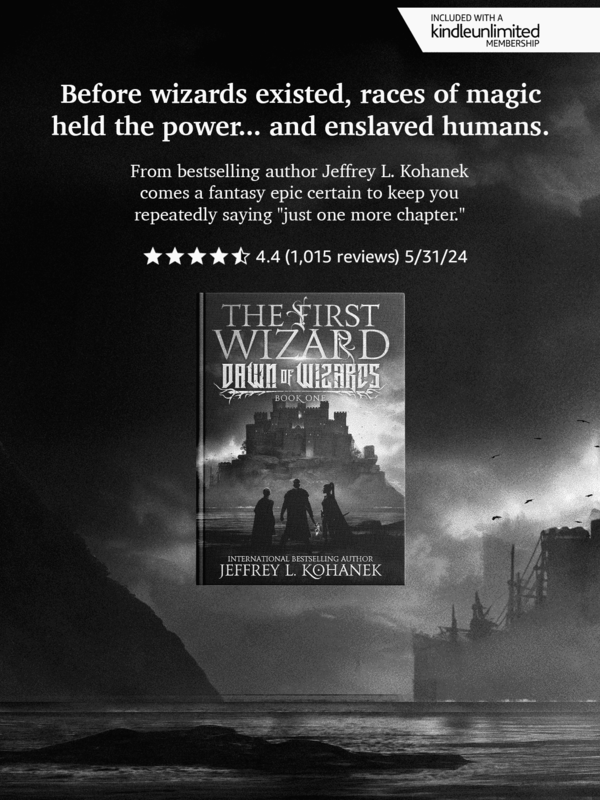 INCLUDED WITH A
kindleunlimited
MEMBERSHIP
Before wizards existed, races of magic
held the power... and enslaved humans.
From bestselling author Jeffrey L. Kohanek
comes a fantasy epic certain to keep you
repeatedly saying "just one more chapter."
4.4 (1,015 reviews) 5/31/24
THE FIRST
WIZARD
DAWN OF WIZARDS
BOOK ONE
INTERNATIONAL BESTSELLING AUTHOR
JEFFREY L. KOHANEK